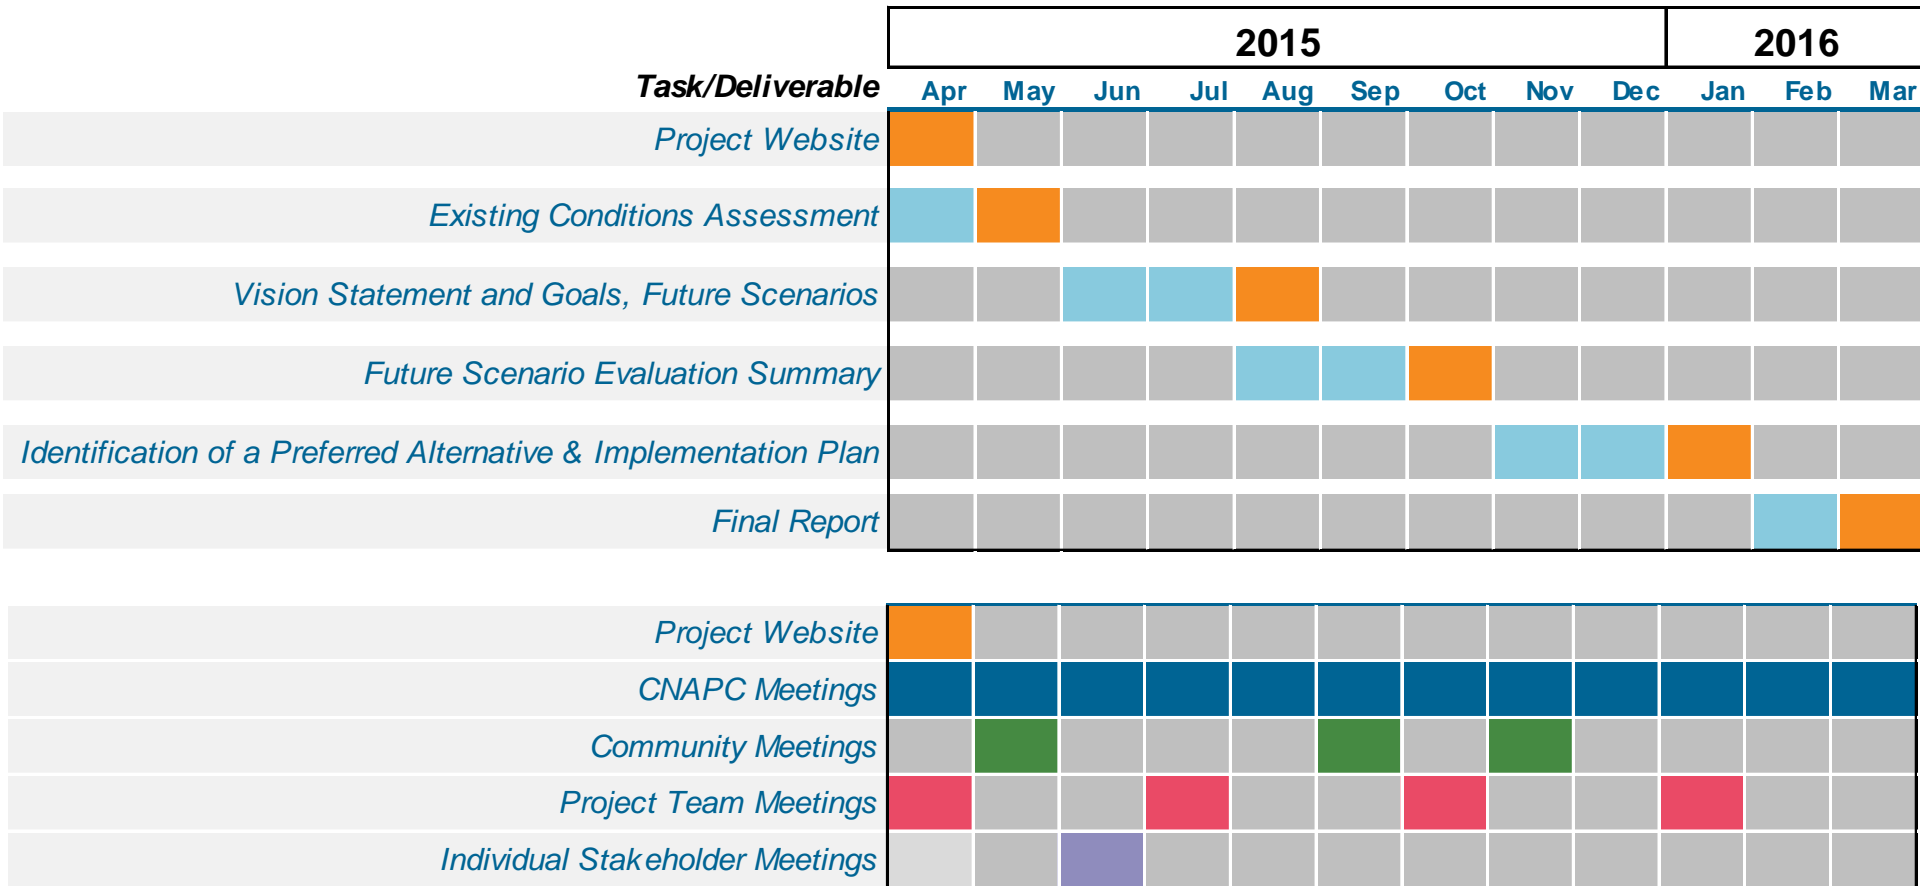 2015 2016
Task/Deliverable Apr May Jun Jul Aug Sep Oct Nov Dec Jan Feb Mar
Project Website
Existing Conditions Assessment
Vision Statement and Goals, Future Scenarios
Future Scenario Evaluation Summary
Identification of a Preferred Alternative & Implementation Plan
Final Report
Project Website
CNAPC Meetings
Community Meetings
Project Team Meetings
Individual Stakeholder Meetings